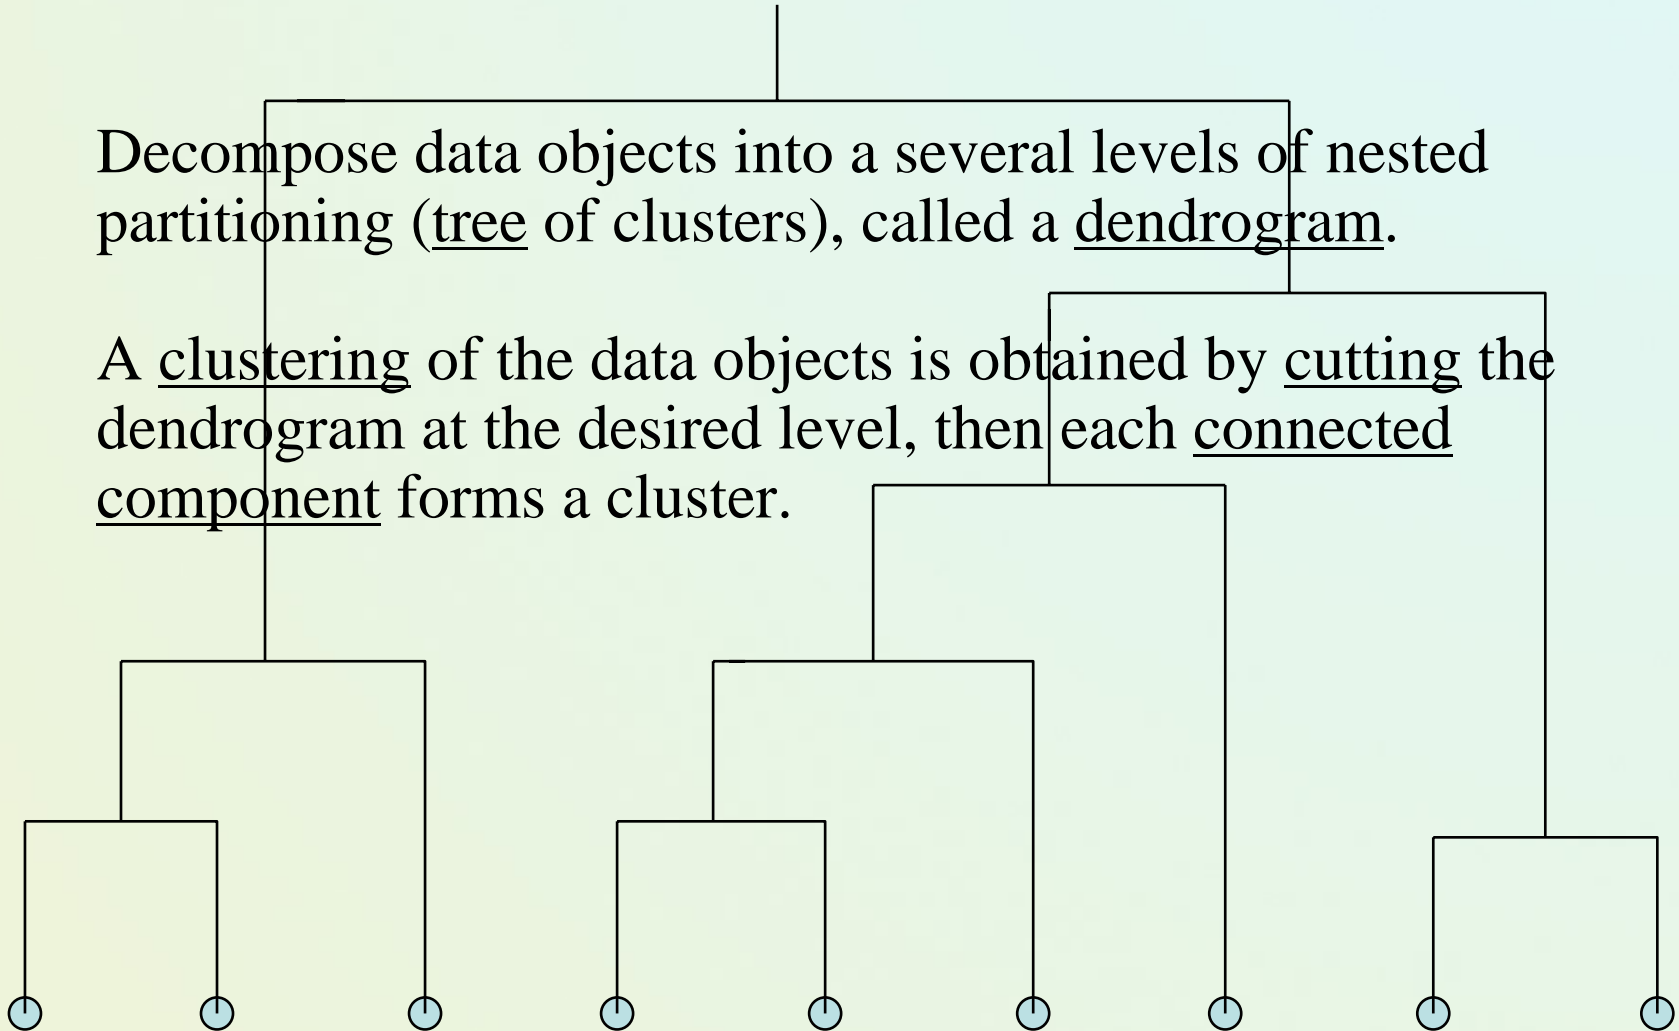 Decompose data objects into a several levels of nested
partitioning (tree of clusters), called a dendrogram.
A clustering of the data objects is obtained by cutting the
dendrogram at the desired level, then each connected
component forms a cluster.